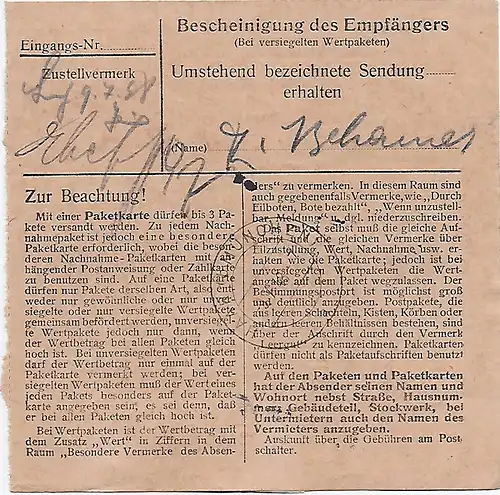 Bescheinigung des Empfängers
(Bei versiegelten Wertpaketen)
Eingangs-Nr.
Zustellvermerk
Umstehend bezeichnete Sendung
erhalten
(Name)
Zur Beachtung!
Mit einer Paketkarte dürfen bis 3 Pa-
kete versandt werden. Zu jedem Nach-
nahmepaket ist jedoch eine besondere
Paketkarte erforderlich, wobei die beson-
deren Nachnahme-Paketkarten mit an-
hängender Postanweisung oder Zahlkarte
zu benutzen sind. Auf eine Paketkarte
dürfen nur Pakete derselben Art, also ent-
weder nur gewöhnliche oder nur unver-
siegelte oder nur versiegelte Wertpakete
gemeinsam befördert werden, unversiegel-
te Wertpakete jedoch nur dann, wenn
der Wertbetrag bei allen Paketen gleich
hoch ist. Bei unversiegelten Wertpaketen
darf der Wertbetrag nur einmal auf der
Paketkarte vermerkt werden; bei ver-
siegelten Wertpaketen muß der Wert eines
jeden Pakets besonders auf der Paket-
karte angegeben sein, es sei denn, daß
er bei allen Paketen gleich hoch ist.
Bei Wertpaketen ist der Wertbetrag mit
dem Zusatz „Wert" in Ziffern in dem
Raum „Besondere Vermerke des Absen-
ders" zu vermerken. In diesem Raum sind
auch gegebenenfalls Vermerke, wie „Durch
Eilboten, Bote bezahlt", „Wenn unzustell-
bar, Meldung" u. dgl. niederzuschreiben.
Das Paket selbst muß die gleiche Auf-
schrift und die gleichen Vermerke über
Eilzustellung, Wert, Nachnahme usw. er-
halten wie die Paketkarte; jedoch ist bei
unversiegelten Wertpaketen die Wert-
angabe auf dem Paket wegzulassen. Der
Bestimmungspostort ist möglichst groß
und deutlich anzugeben. Postpakete, die
aus leeren Schachteln, Kisten, Körben oder
anderen leeren Behältnissen bestehen, sind
über der Anschrift durch den Vermerk
Leergut zu kennzeichnen. Paketkarten
dürfen nicht als Paketaufschriften benutzt
werden.
Auf den Paketen und Paketkarten
hat der Absender seinen Namen und
Wohnort nebst Straße, Hausnum-
mer, Gebäudeteil, Stockwerk, bei
Untermietern auch den Namen des
Vermieters anzugeben.
Auskunft über die Gebühren am Post-
schalter.